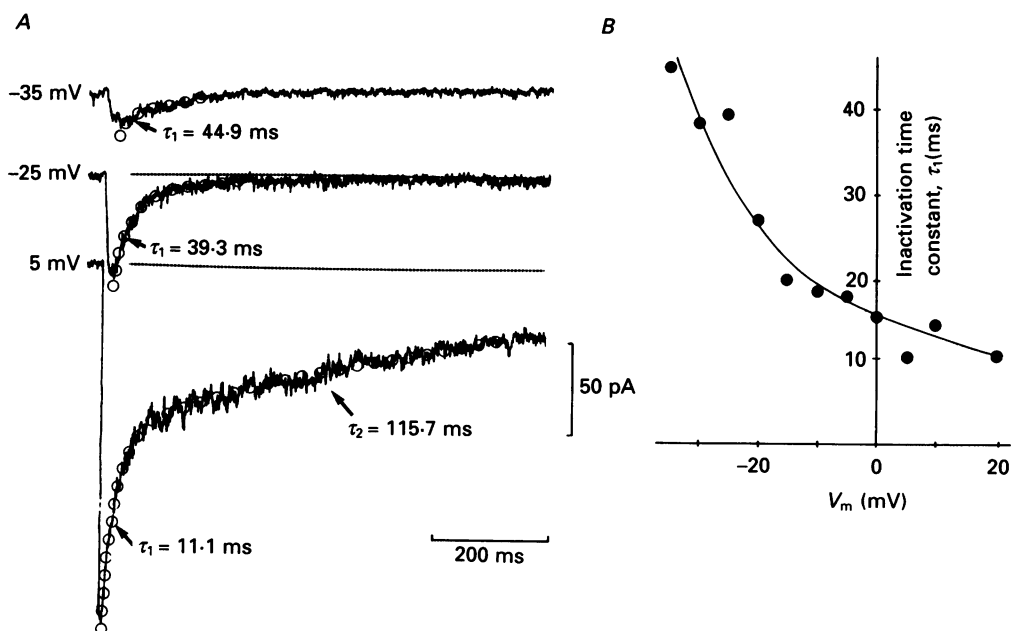 A
–35 mV
τ₁ = 44·9 ms
–25 mV
τ₁ = 39·3 ms
5 mV
50 pA
τ₂ = 115·7 ms
τ₁ = 11·1 ms
200 ms
B
40
30
20
10
Inactivation time
constant, τ₁(ms)
–20
0
20
Vₘ (mV)